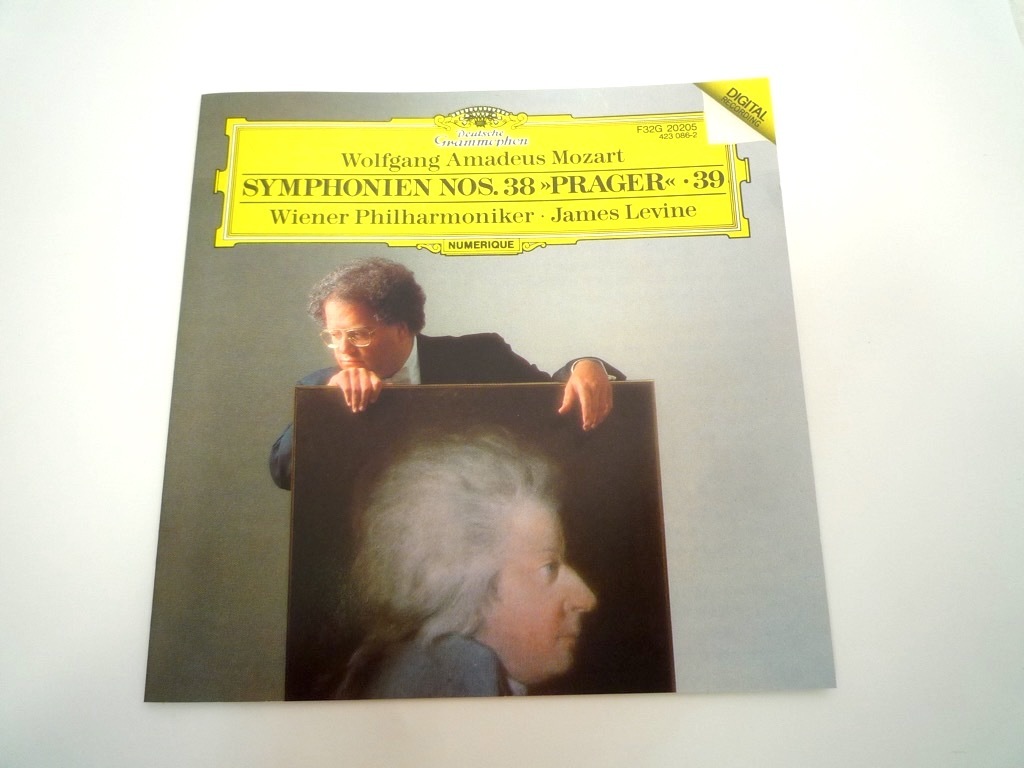 DIGITAL
RECORDING
Deutsche
Grammophon
F32G 20205
423 086-2
Wolfgang Amadeus Mozart
SYMPHONIEN NOS. 38 »PRAGER« · 39
Wiener Philharmoniker · James Levine
NUMERIQUE